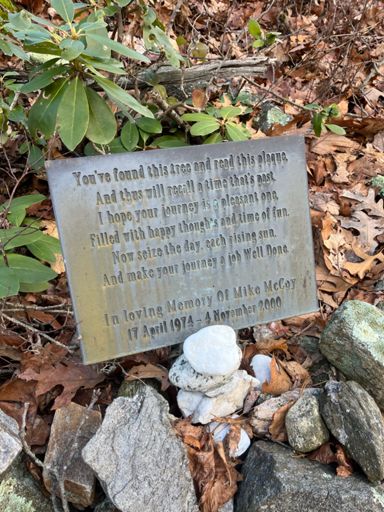 You've found this tree and read this plaque.
And thus will recall a time that's past.
I hope your journey is a pleasant one,
Filled with happy thoughts and time of fun.
Now seize the day, each rising sun.
And make your journey a job Well Done.
In loving Memory Of Mike McCoy
17 April 1974 - 4 November 2000